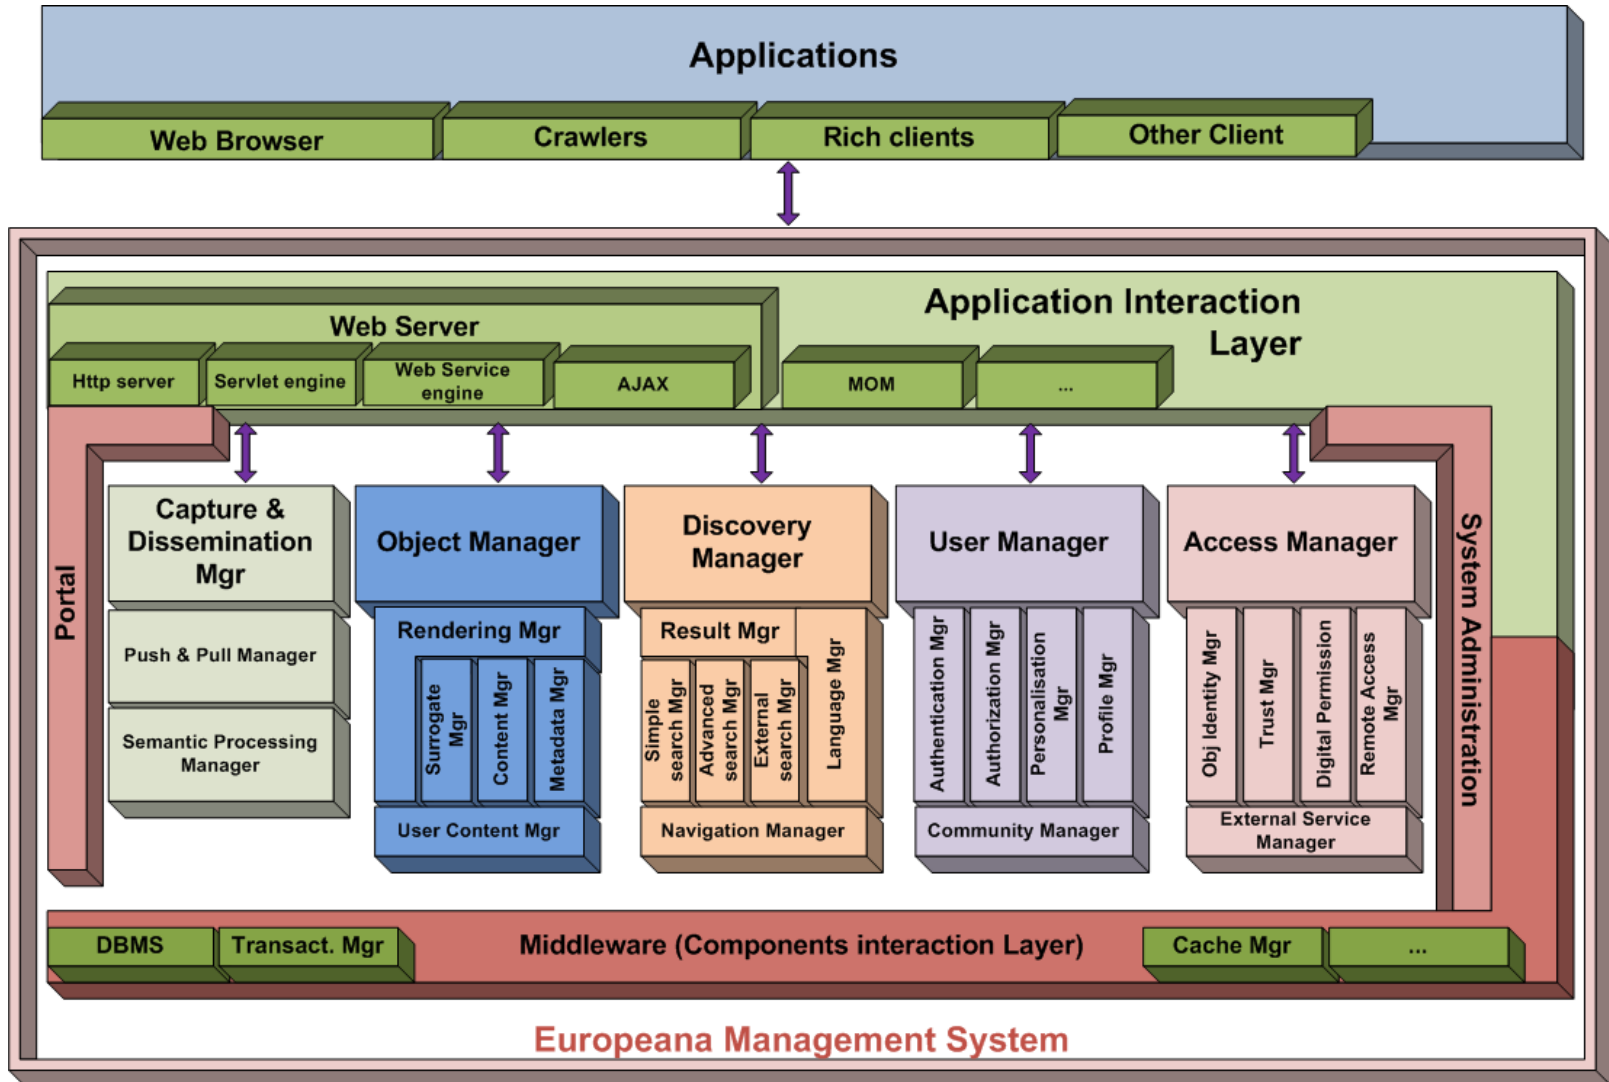 Applications
Web Browser
Crawlers
Rich clients
Other Client
Application Interaction
Layer
Web Server
Http server
Servlet engine
Web Service
engine
AJAX
MOM
...
Portal
System Administration
Capture &
Dissemination
Mgr
Push & Pull Manager
Semantic Processing
Manager
Object Manager
Rendering Mgr
Surrogate
Mgr
Content Mgr
Metadata Mgr
User Content Mgr
Discovery
Manager
Result Mgr
Simple
search Mgr
Advanced
search Mgr
External
search Mgr
Language Mgr
Navigation Manager
User Manager
Authentication Mgr
Authorization Mgr
Personalisation
Mgr
Profile Mgr
Community Manager
Access Manager
Obj Identity Mgr
Trust Mgr
Digital Permission
Remote Access
Mgr
External Service
Manager
DBMS
Transact. Mgr
Middleware (Components interaction Layer)
Cache Mgr
...
Europeana Management System